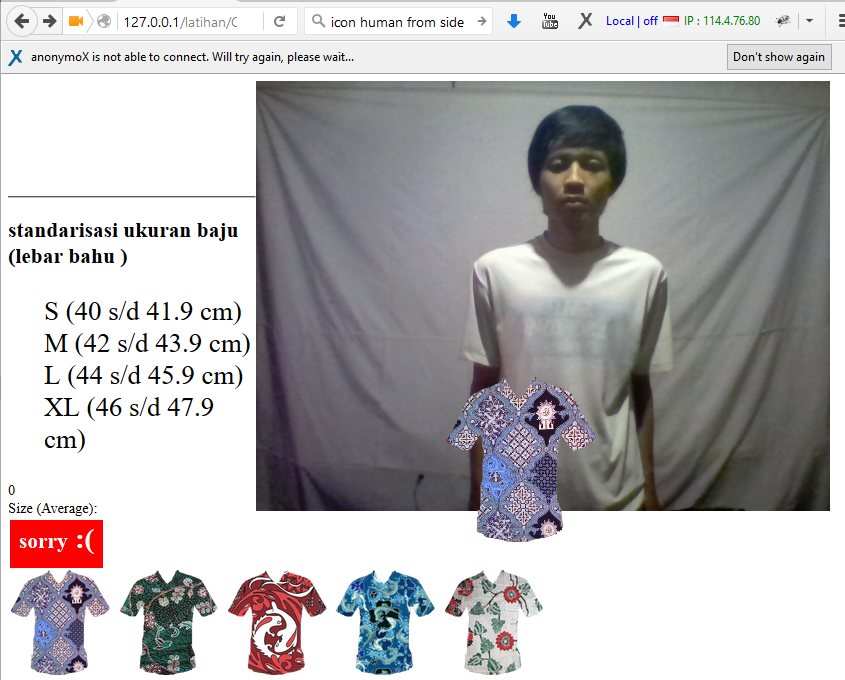 127.0.0.1/latihan/C
icon human from side
You
Tube
Local | off
IP : 114.4.76.80
anonymoX is not able to connect. Will try again, please wait...
Don't show again
standarisasi ukuran baju
(lebar bahu )
S (40 s/d 41.9 cm)
M (42 s/d 43.9 cm)
L (44 s/d 45.9 cm)
XL (46 s/d 47.9
cm)
0
Size (Average):
sorry :(